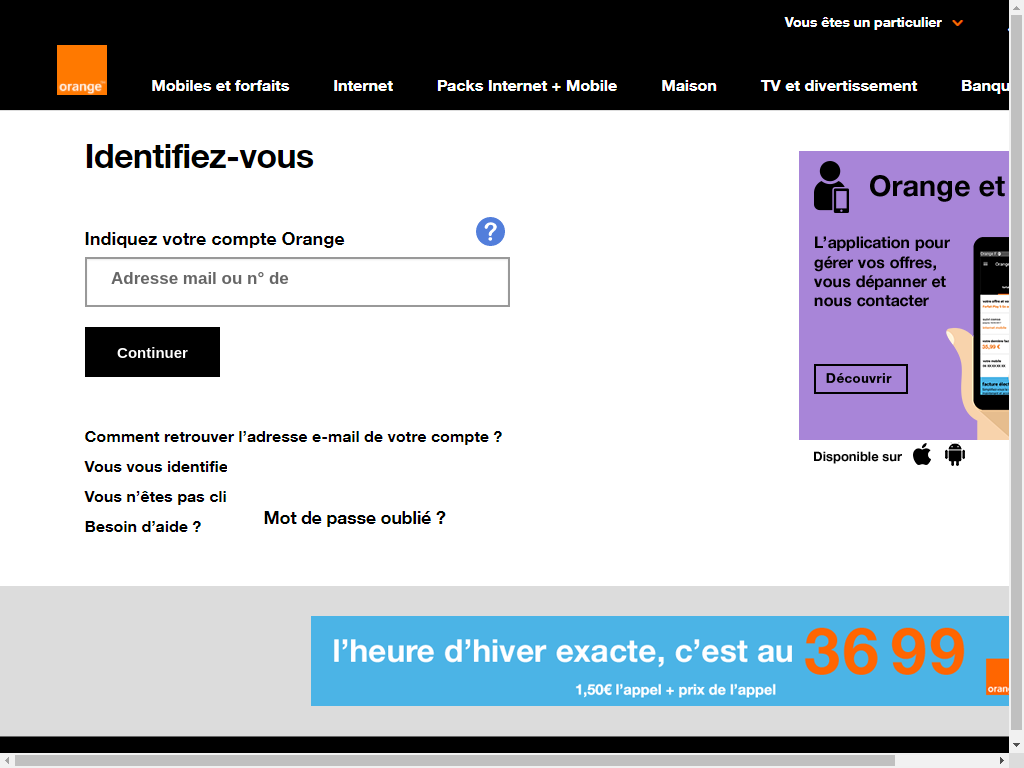 Vous êtes un particulier
orange
Mobiles et forfaits
Internet
Packs Internet + Mobile
Maison
TV et divertissement
Banqu
Identifiez-vous
Indiquez votre compte Orange
?
Adresse mail ou n° de
Continuer
Comment retrouver l'adresse e-mail de votre compte ?
Vous vous identifie
Vous n'êtes pas cli
Besoin d'aide ?
Mot de passe oublié ?
Orange et
L'application pour
gérer vos offres,
vous dépanner et
nous contacter
Découvrir
Disponible sur
l'heure d'hiver exacte, c'est au 36 99
1,50€ l'appel + prix de l'appel
oran